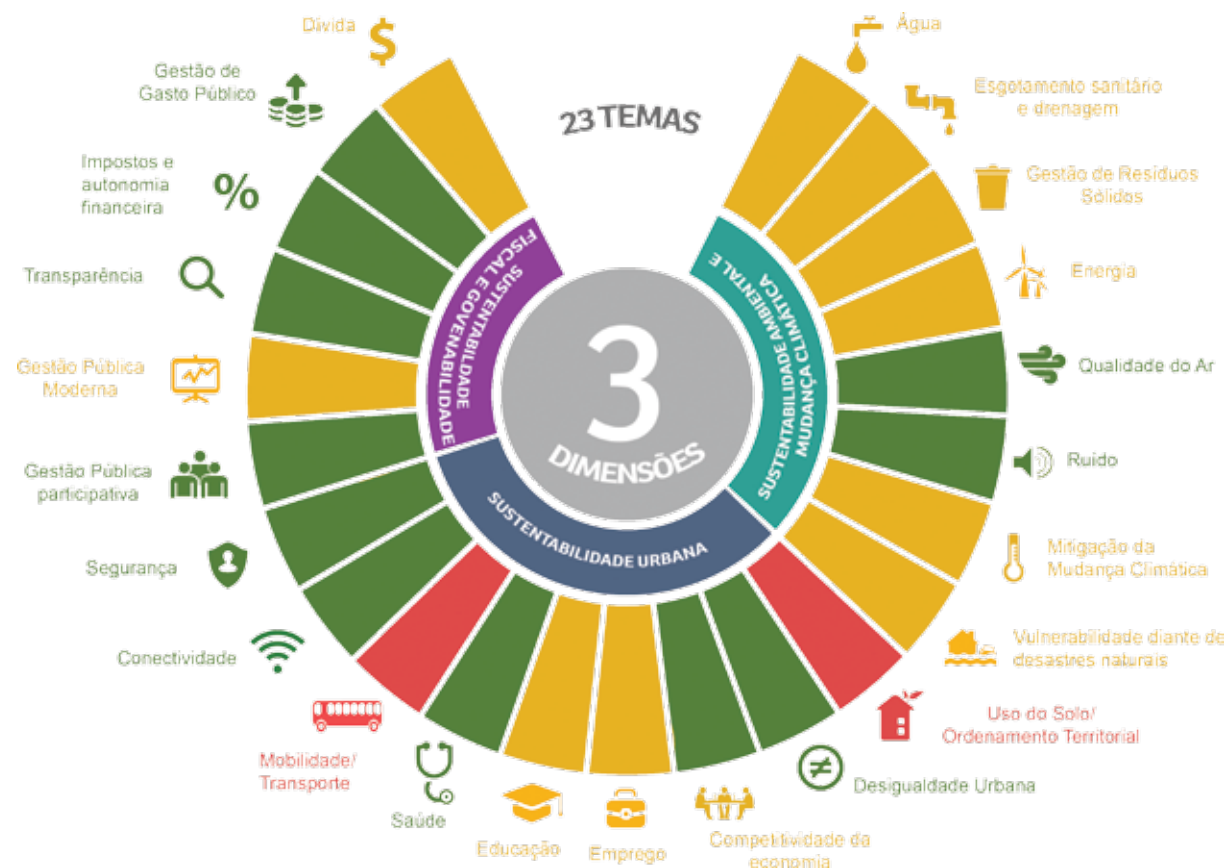 23 TEMAS
3
DIMENSÕES
SUSTENTABILIDADE AMBIENTAL E
MUDANÇA CLIMÁTICA
SUSTENTABILIDADE URBANA
SUSTENTABILDADE
FISCAL E GOVENABILIDADE
Água
Esgotamento sanitário
e drenagem
Gestão de Resíduos
Sólidos
Energia
Qualidade do Ar
Ruído
Mitigação da
Mudança Climática
Vulnerabilidade diante de
desastres naturais
Uso do Solo/
Ordenamento Territorial
Desigualdade Urbana
Competitividade da
economia
Emprego
Educação
Saúde
Mobilidade/
Transporte
Conectividade
Segurança
Gestão Pública
participativa
Gestão Pública
Moderna
Transparência
Impostos e
autonomia
financeira
%
Gestão de
Gasto Público
Dívida
$